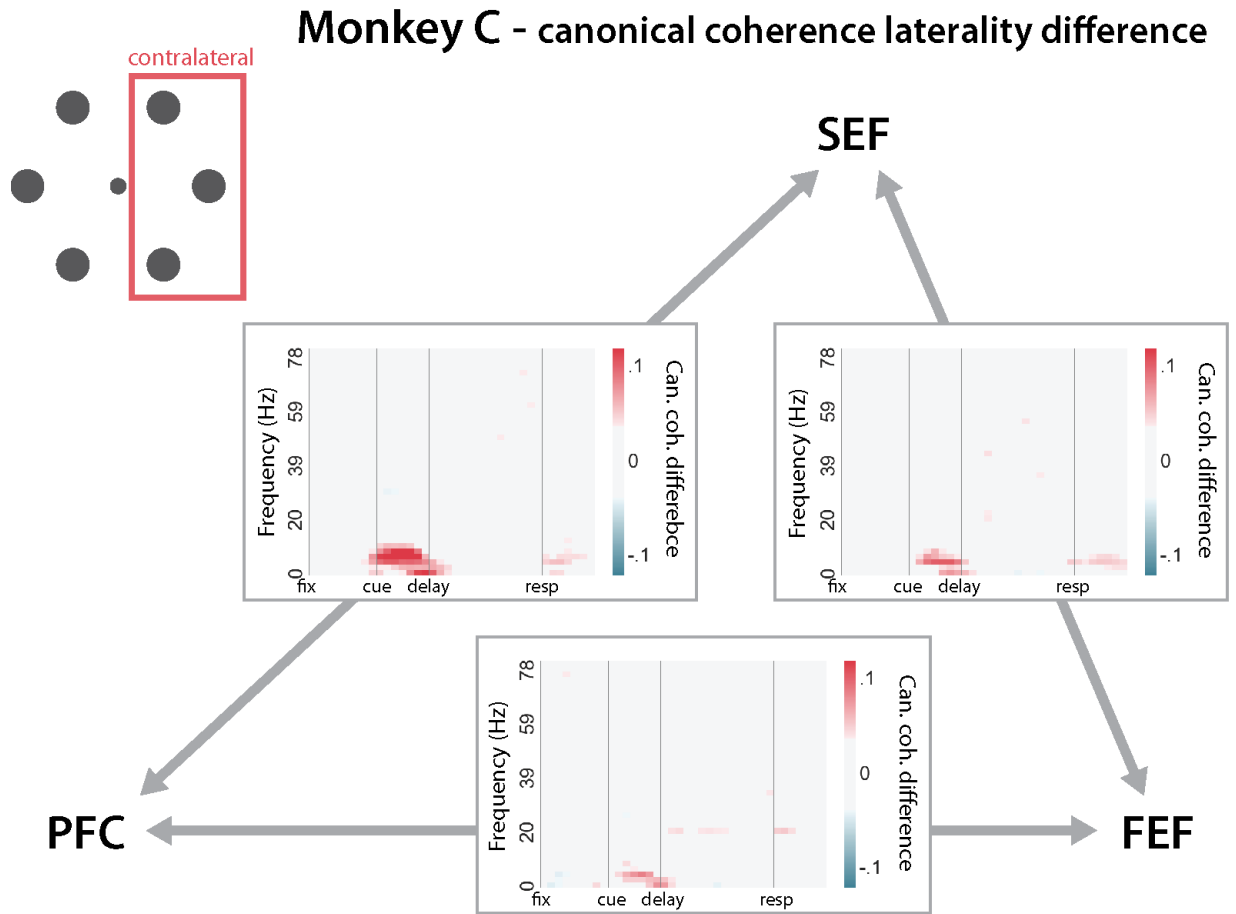 Monkey C - canonical coherence laterality difference
contralateral
SEF
78
59
39
20
0
Frequency (Hz)
fix cue delay resp
.1
0
-.1
Can. coh. differebce
78
59
39
20
0
Frequency (Hz)
fix cue delay resp
.1
0
-.1
Can. coh. difference
PFC
78
59
39
20
0
Frequency (Hz)
fix cue delay resp
.1
0
-.1
Can. coh. difference
FEF